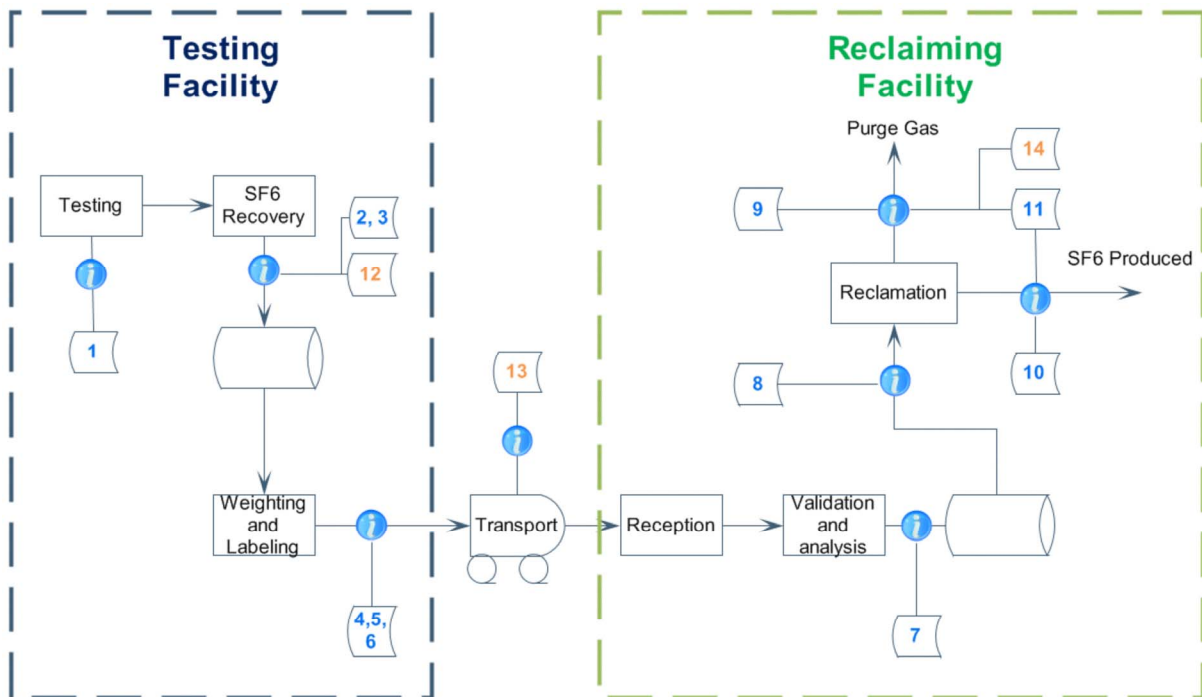 Testing
Facility
Testing
SF6
Recovery
2, 3
12
1
Weighting
and
Labeling
4,5,
6
13
Transport
Reclaiming
Facility
Purge Gas
14
9
11
SF6 Produced
Reclamation
8
10
Reception
Validation
and
analysis
7